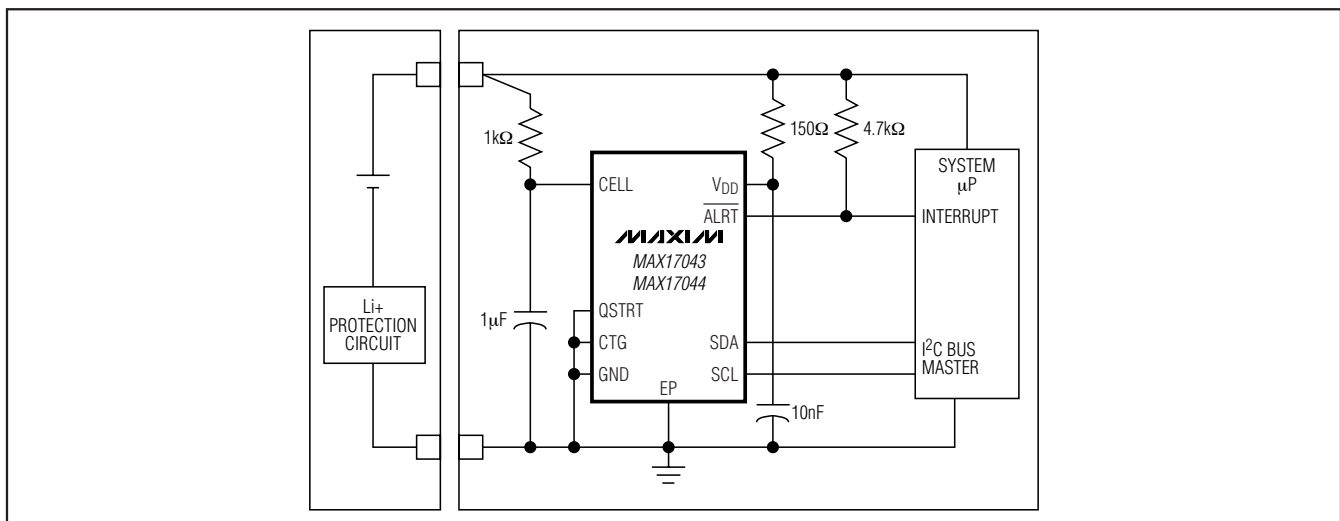 1kΩ
150Ω
4.7kΩ
SYSTEM
μP
CELL
VDD
ALRT
INTERRUPT
MAXIM
MAX17043
MAX17044
Li+
PROTECTION
CIRCUIT
1μF
QSTRT
CTG
GND
SDA
SCL
I²C BUS
MASTER
EP
10nF